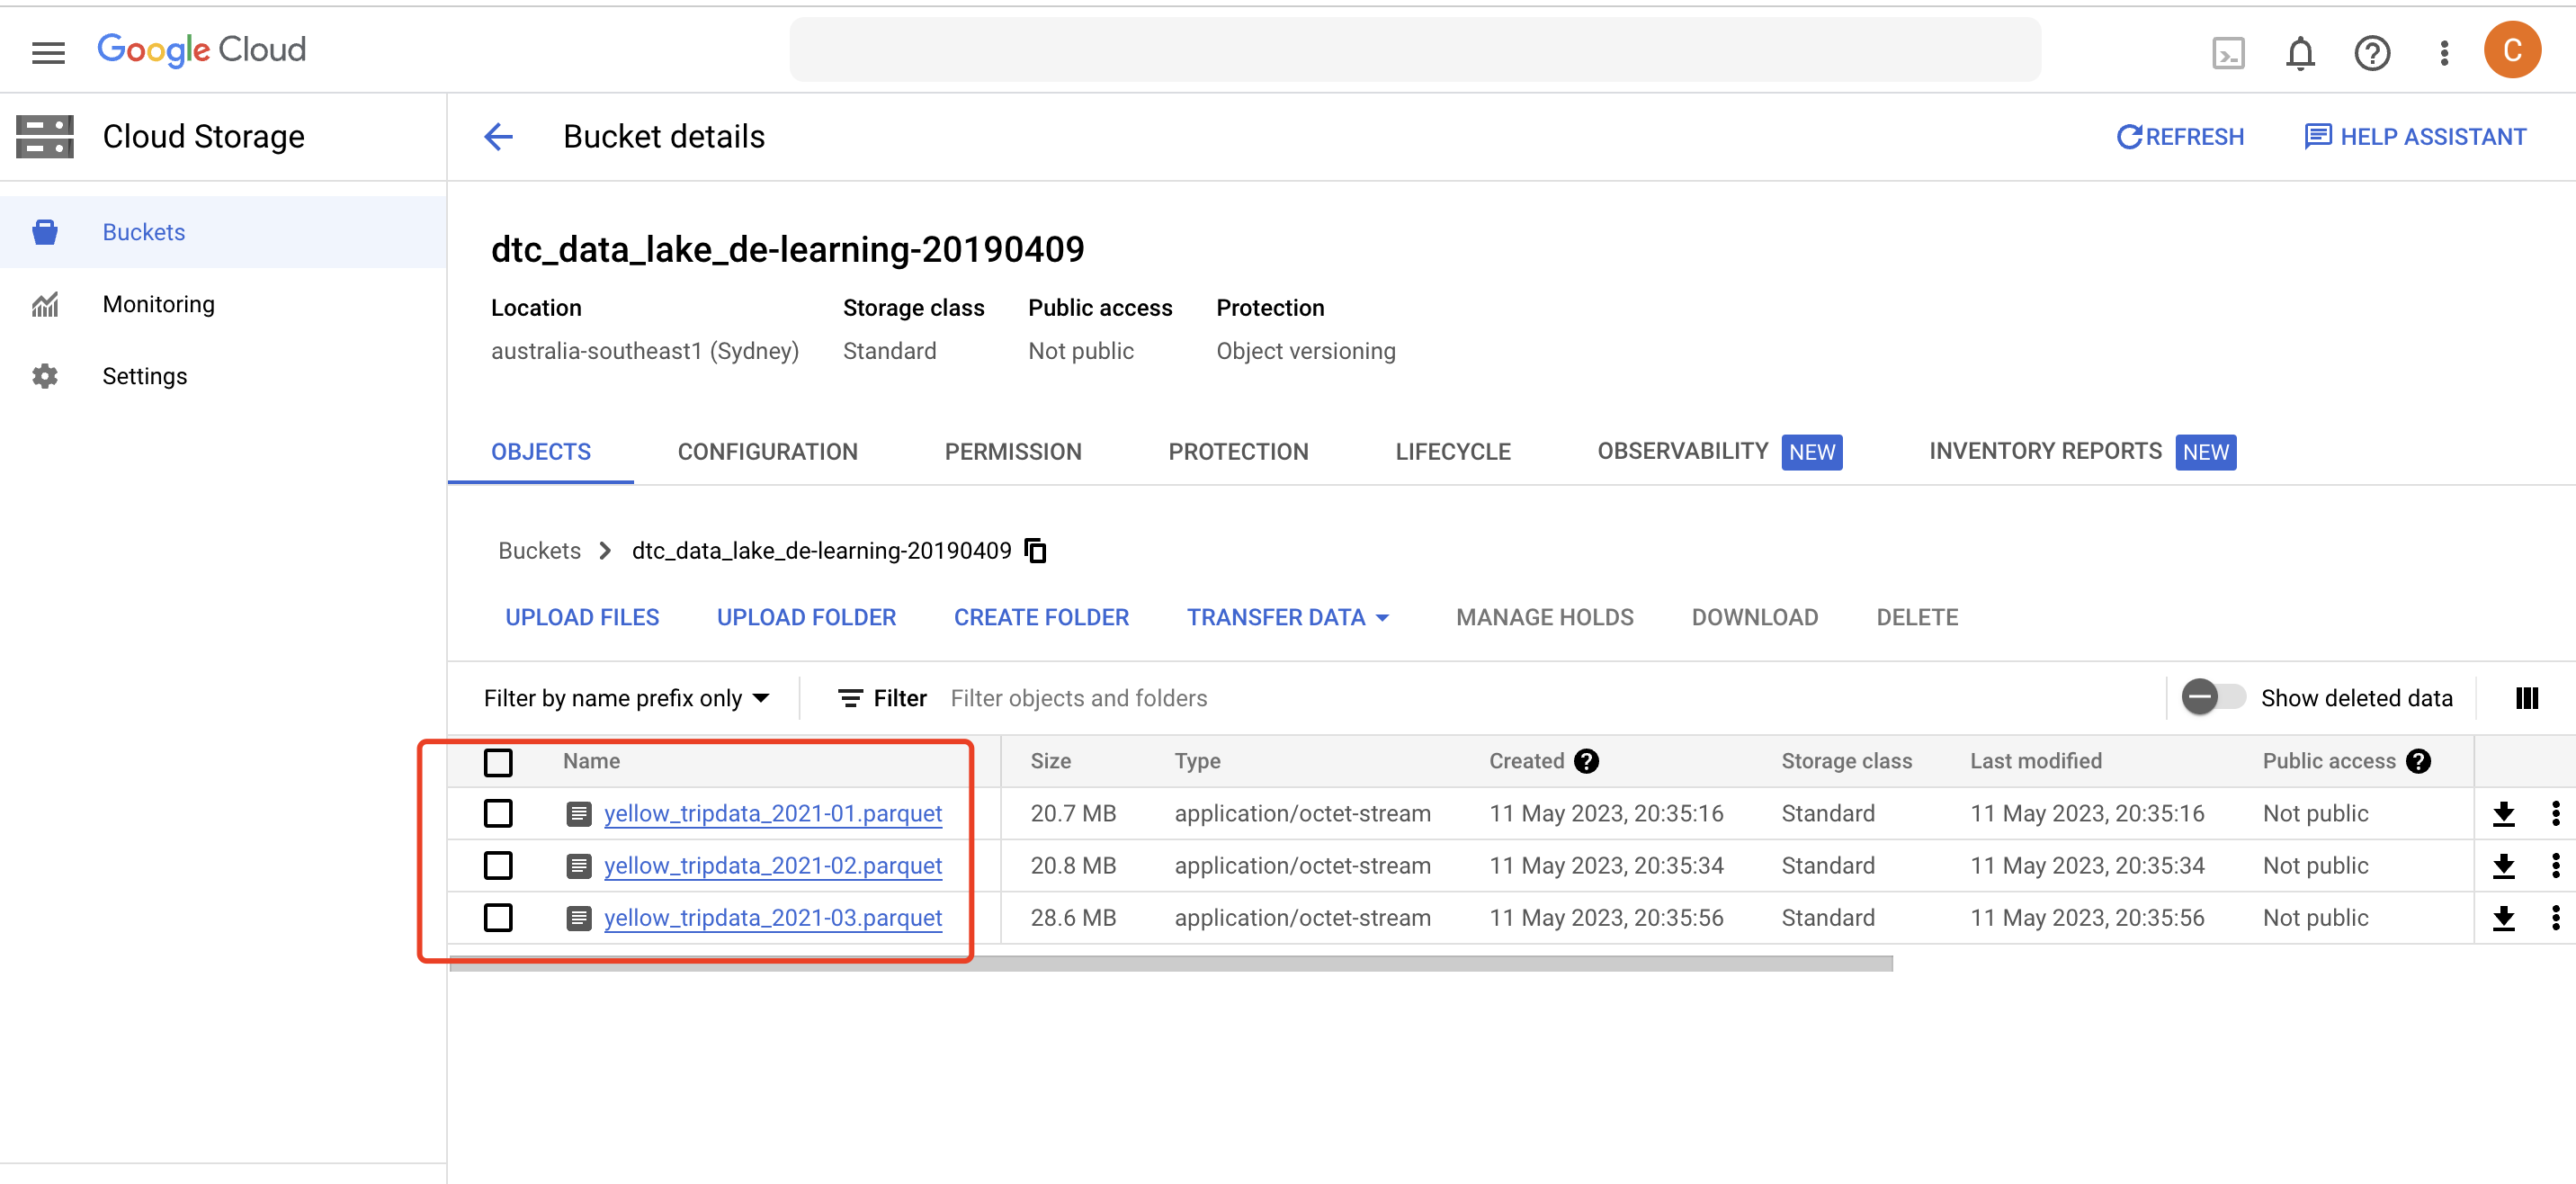 Google Cloud
C
Cloud Storage
Bucket details
REFRESH
HELP ASSISTANT
Buckets
Monitoring
Settings
dtc_data_lake_de-learning-20190409
Location Storage class Public access Protection
australia-southeast1 (Sydney) Standard Not public Object versioning
OBJECTS CONFIGURATION PERMISSION PROTECTION LIFECYCLE OBSERVABILITY NEW INVENTORY REPORTS NEW
Buckets dtc_data_lake_de-learning-20190409
UPLOAD FILES UPLOAD FOLDER CREATE FOLDER TRANSFER DATA MANAGE HOLDS DOWNLOAD DELETE
Filter by name prefix only Filter Filter objects and folders Show deleted data
Name Size Type Created Storage class Last modified Public access
yellow_tripdata_2021-01.parquet 20.7 MB application/octet-stream 11 May 2023, 20:35:16 Standard 11 May 2023, 20:35:16 Not public
yellow_tripdata_2021-02.parquet 20.8 MB application/octet-stream 11 May 2023, 20:35:34 Standard 11 May 2023, 20:35:34 Not public
yellow_tripdata_2021-03.parquet 28.6 MB application/octet-stream 11 May 2023, 20:35:56 Standard 11 May 2023, 20:35:56 Not public